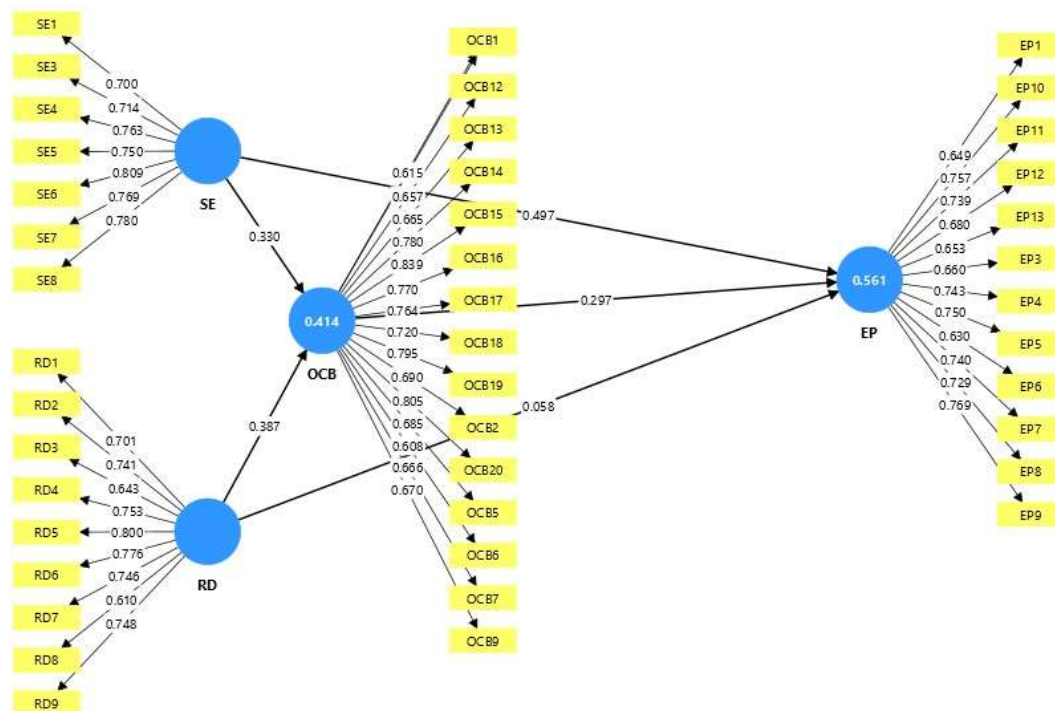 SE1
SE3
SE4
SE5
SE6
SE7
SE8
0.700
0.714
0.763
0.750
0.809
0.769
0.780
SE
RD1
RD2
RD3
RD4
RD5
RD6
RD7
RD8
RD9
0.701
0.741
0.643
0.753
0.800
0.776
0.746
0.610
0.748
RD
0.330
0.387
0.414
OCB
0.615
0.657
0.665
0.780
0.839
0.770
0.764
0.720
0.795
0.690
0.805
0.685
0.608
0.666
0.670
OCB1
OCB12
OCB13
OCB14
OCB15
OCB16
OCB17
OCB18
OCB19
OCB2
OCB20
OCB5
OCB6
OCB7
OCB9
0.497
0.297
0.058
0.561
EP
0.649
0.757
0.739
0.680
0.653
0.660
0.743
0.750
0.630
0.740
0.729
0.769
EP1
EP10
EP11
EP12
EP13
EP3
EP4
EP5
EP6
EP7
EP8
EP9